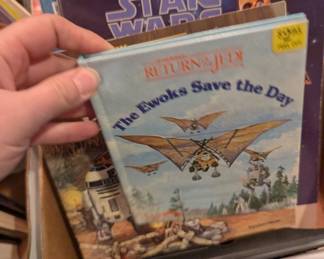 STAR
WARS
RETURN OF THE JEDI
The Ewoks Save the Day